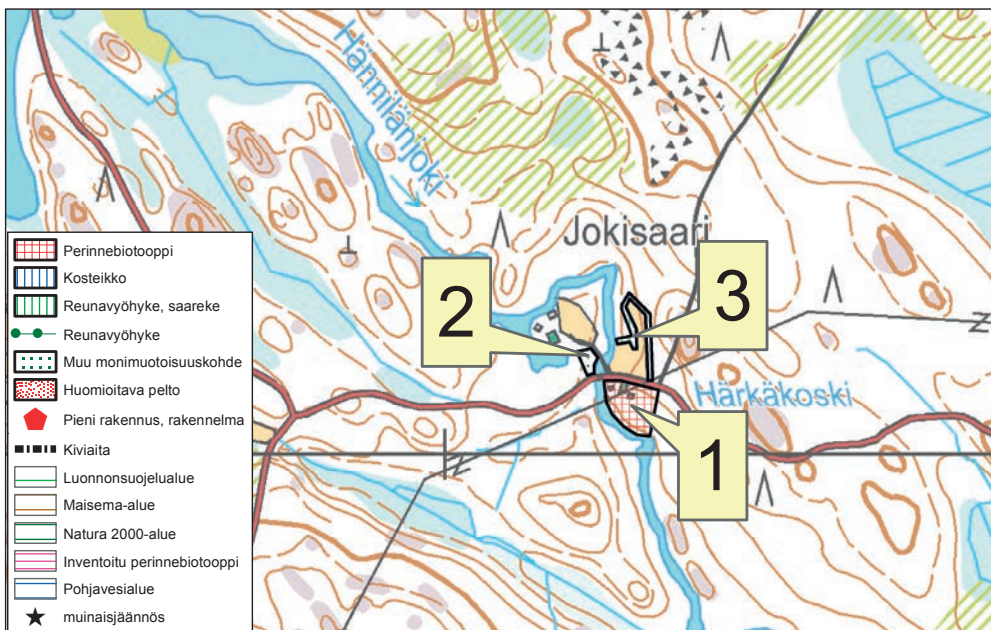 Härmilänjoki
Jokisaari
2
3
Härkäkoski
1
Perinnebiotooppi
Kosteikko
Reunavyöhyke, saareke
Reunavyöhyke
Muu monimuotoisuuskohde
Huomioitava pelto
Pieni rakennus, rakennelma
Kiviaita
Luonnonsuojelualue
Maisema-alue
Natura 2000-alue
Inventoitu perinnebiotooppi
Pohjavesialue
muinaisjäännös